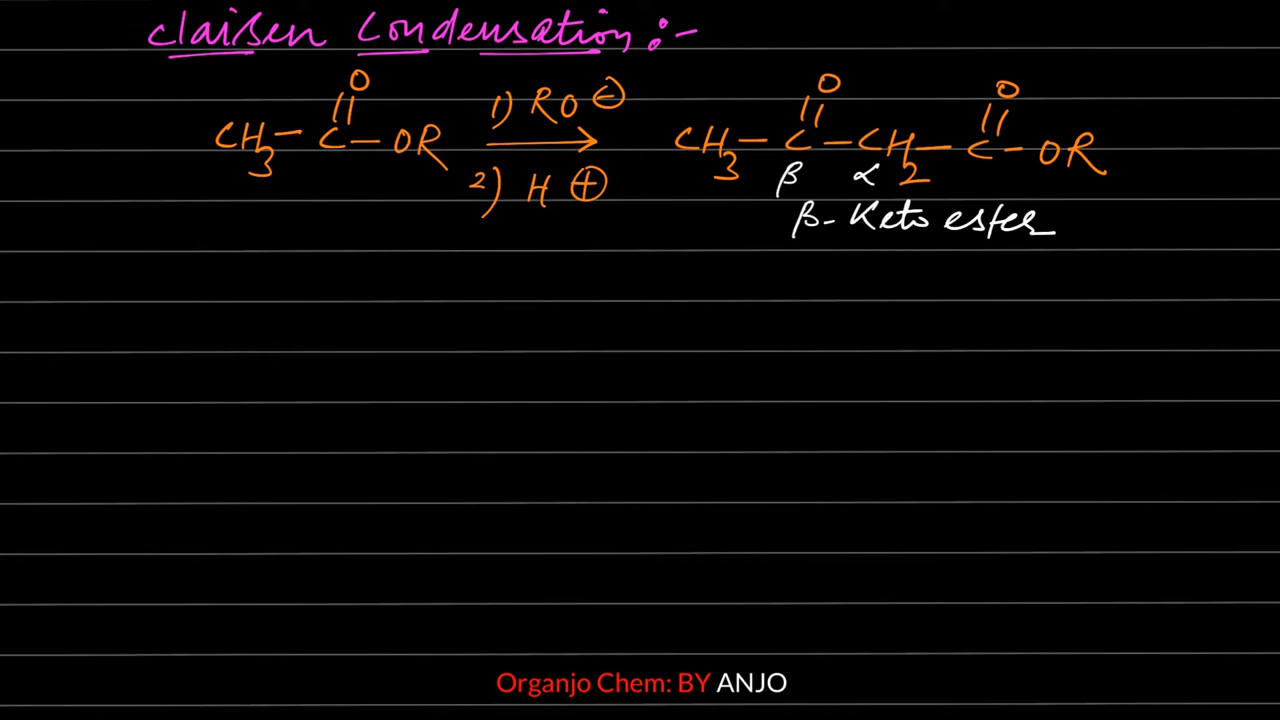 Claisen Condensation :-
O 1) RO ⊖ O O
CH3 – C – OR → CH3 – C – CH2 – C – OR
2) H ⊕ β α
β- Keto ester
Organjo Chem: BY ANJO